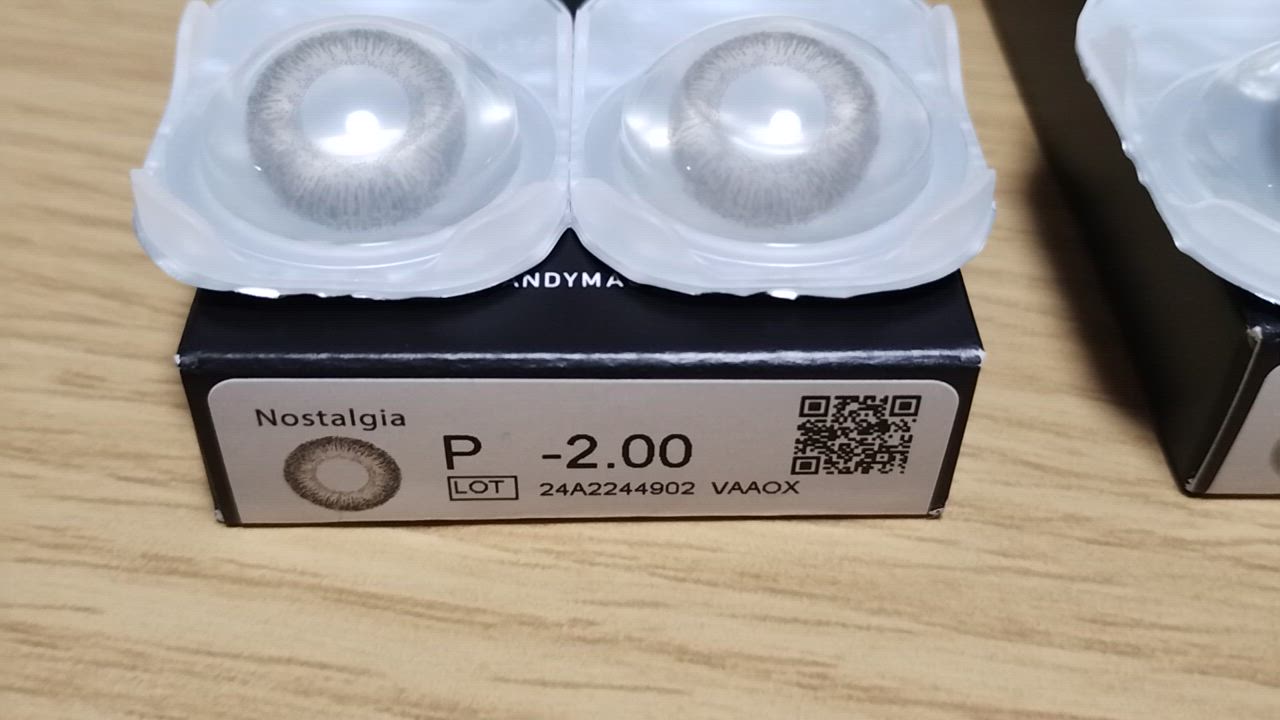 NDYMA
Nostalgia
P -2.00
LOT 24A2244902 VAAOX